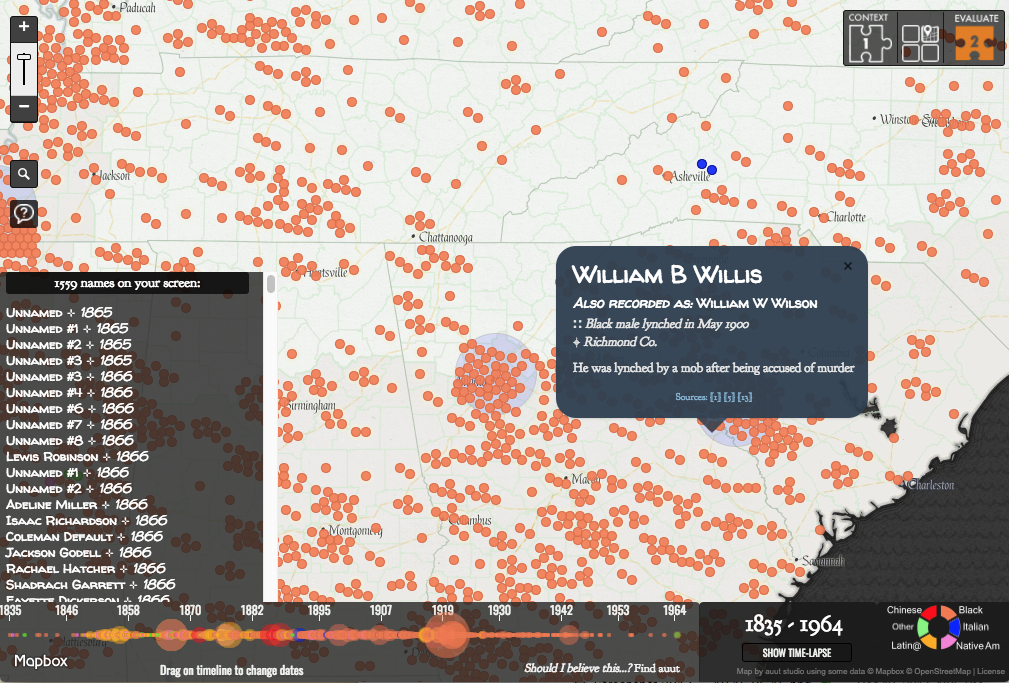 Paducah
+
−
CONTEXT
1
EVALUATE
2
Jackson
Asheville
Charlotte
Chattanooga
1559 names on your screen:
Unnamed ÷ 1865
Unnamed #1 ÷ 1865
Unnamed #2 ÷ 1865
Unnamed #3 ÷ 1865
Unnamed #3 ÷ 1866
Unnamed #4 ÷ 1866
Unnamed #6 ÷ 1866
Unnamed #7 ÷ 1866
Unnamed #8 ÷ 1866
Lewis Robinson ÷ 1866
Unnamed #1 ÷ 1866
Unnamed #2 ÷ 1866
Adeline Miller ÷ 1866
Isaac Richardson ÷ 1866
Coleman Default ÷ 1866
Jackson Godell ÷ 1866
Rachael Hatcher ÷ 1866
Shadrach Garrett ÷ 1866
Fayette Dickerson ÷ 1866
William B Willis
×
Also recorded as: William W Wilson
:: Black male lynched in May 1900
+ Richmond Co.
He was lynched by a mob after being accused of murder
Sources: [1] [5] [13]
Charleston
Columbus
Montgomery
Savannah
1835 1846 1858 1870 1882 1895 1907 1919 1930 1942 1953 1964
Mapbox
Drag on timeline to change dates
Should I believe this...? Find auut
1835 - 1964
SHOW TIME-LAPSE
Chinese
Other
Latin@
Black
Italian
Native Am
Map by auut studio using some data © Mapbox © OpenStreetMap | License